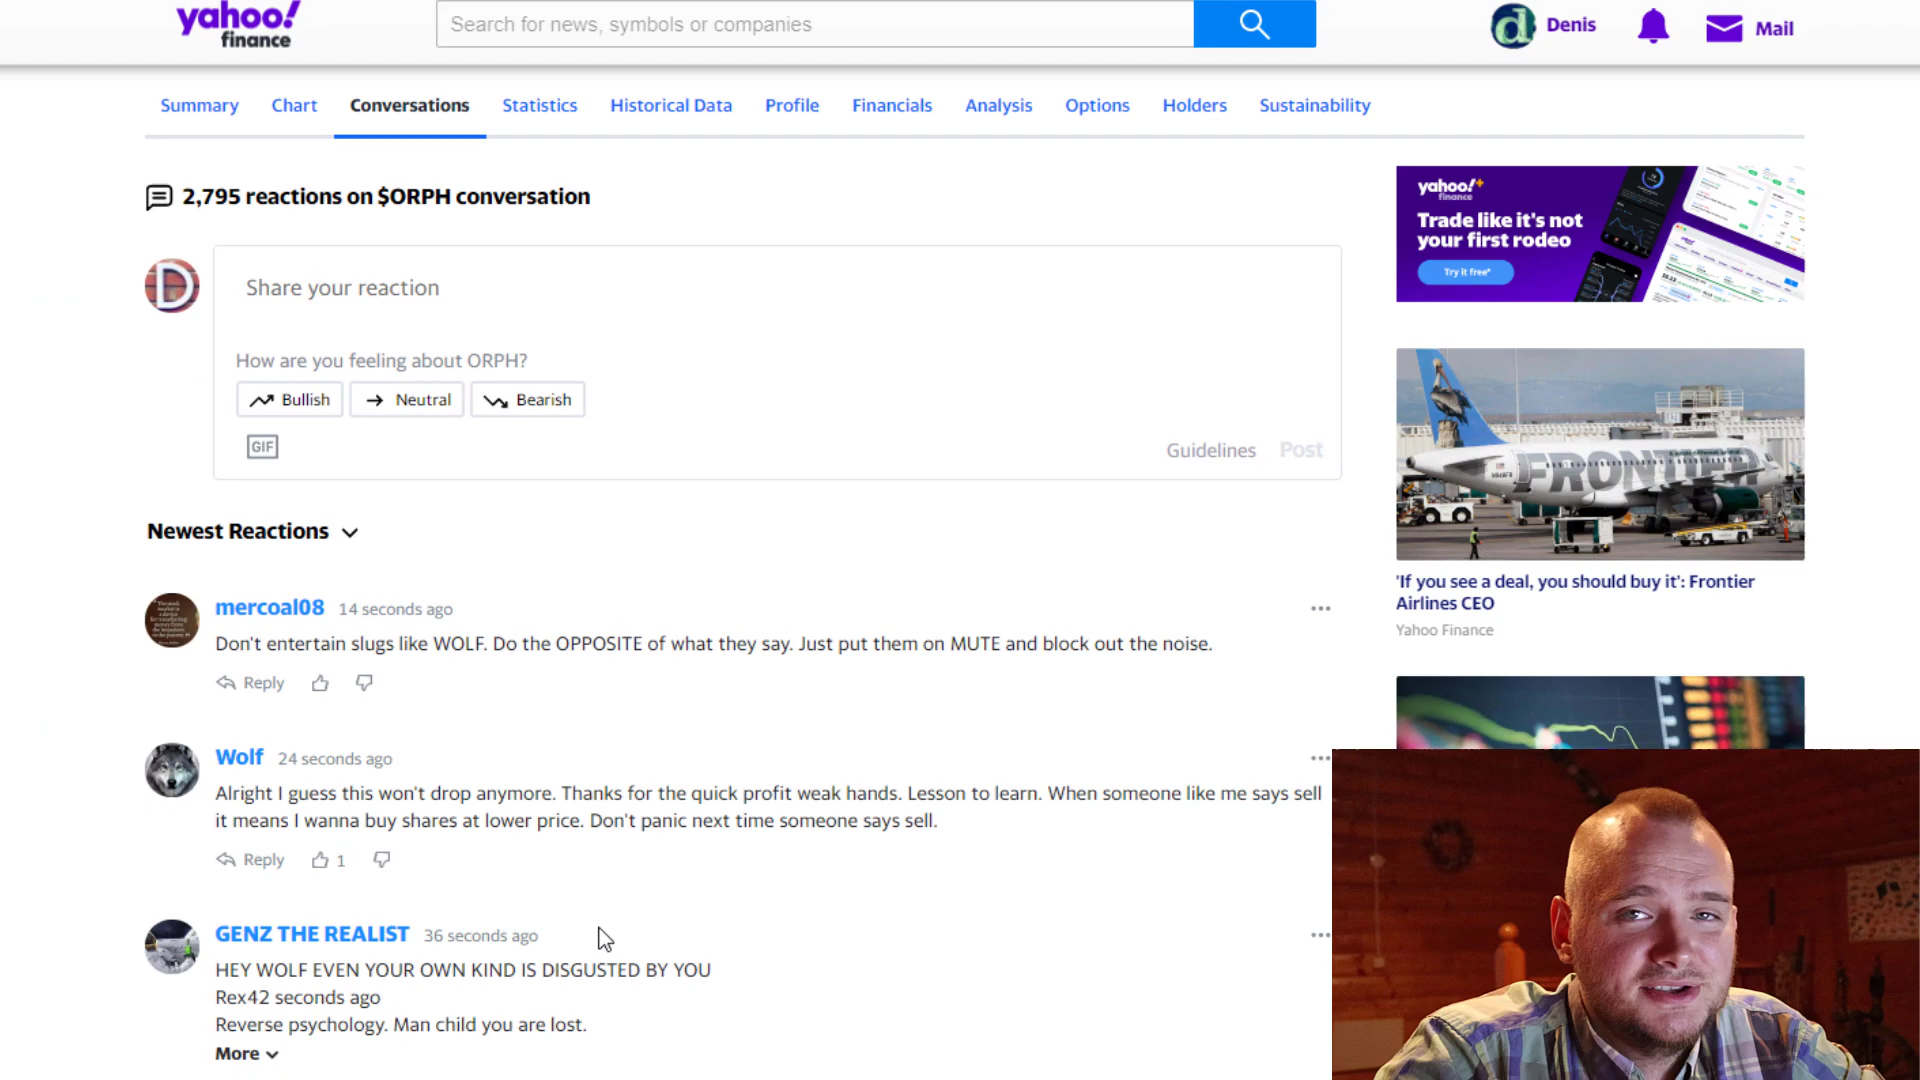 yahoo!
finance
Search for news, symbols or companies
Denis
Mail
Summary
Chart
Conversations
Statistics
Historical Data
Profile
Financials
Analysis
Options
Holders
Sustainability
2,795 reactions on $ORPH conversation
D
Share your reaction
How are you feeling about ORPH?
Bullish
Neutral
Bearish
GIF
Guidelines
Post
Newest Reactions
mercoal08 14 seconds ago
Don't entertain slugs like WOLF. Do the OPPOSITE of what they say. Just put them on MUTE and block out the noise.
Reply
Wolf 24 seconds ago
Alright I guess this won't drop anymore. Thanks for the quick profit weak hands. Lesson to learn. When someone like me says sell
it means I wanna buy shares at lower price. Don't panic next time someone says sell.
Reply 1
GENZ THE REALIST 36 seconds ago
HEY WOLF EVEN YOUR OWN KIND IS DISGUSTED BY YOU
Rex42 seconds ago
Reverse psychology. Man child you are lost.
More
yahoo!+
finance
Trade like it's not
your first rodeo
Try it free*
FRONTIER
'If you see a deal, you should buy it': Frontier
Airlines CEO
Yahoo Finance